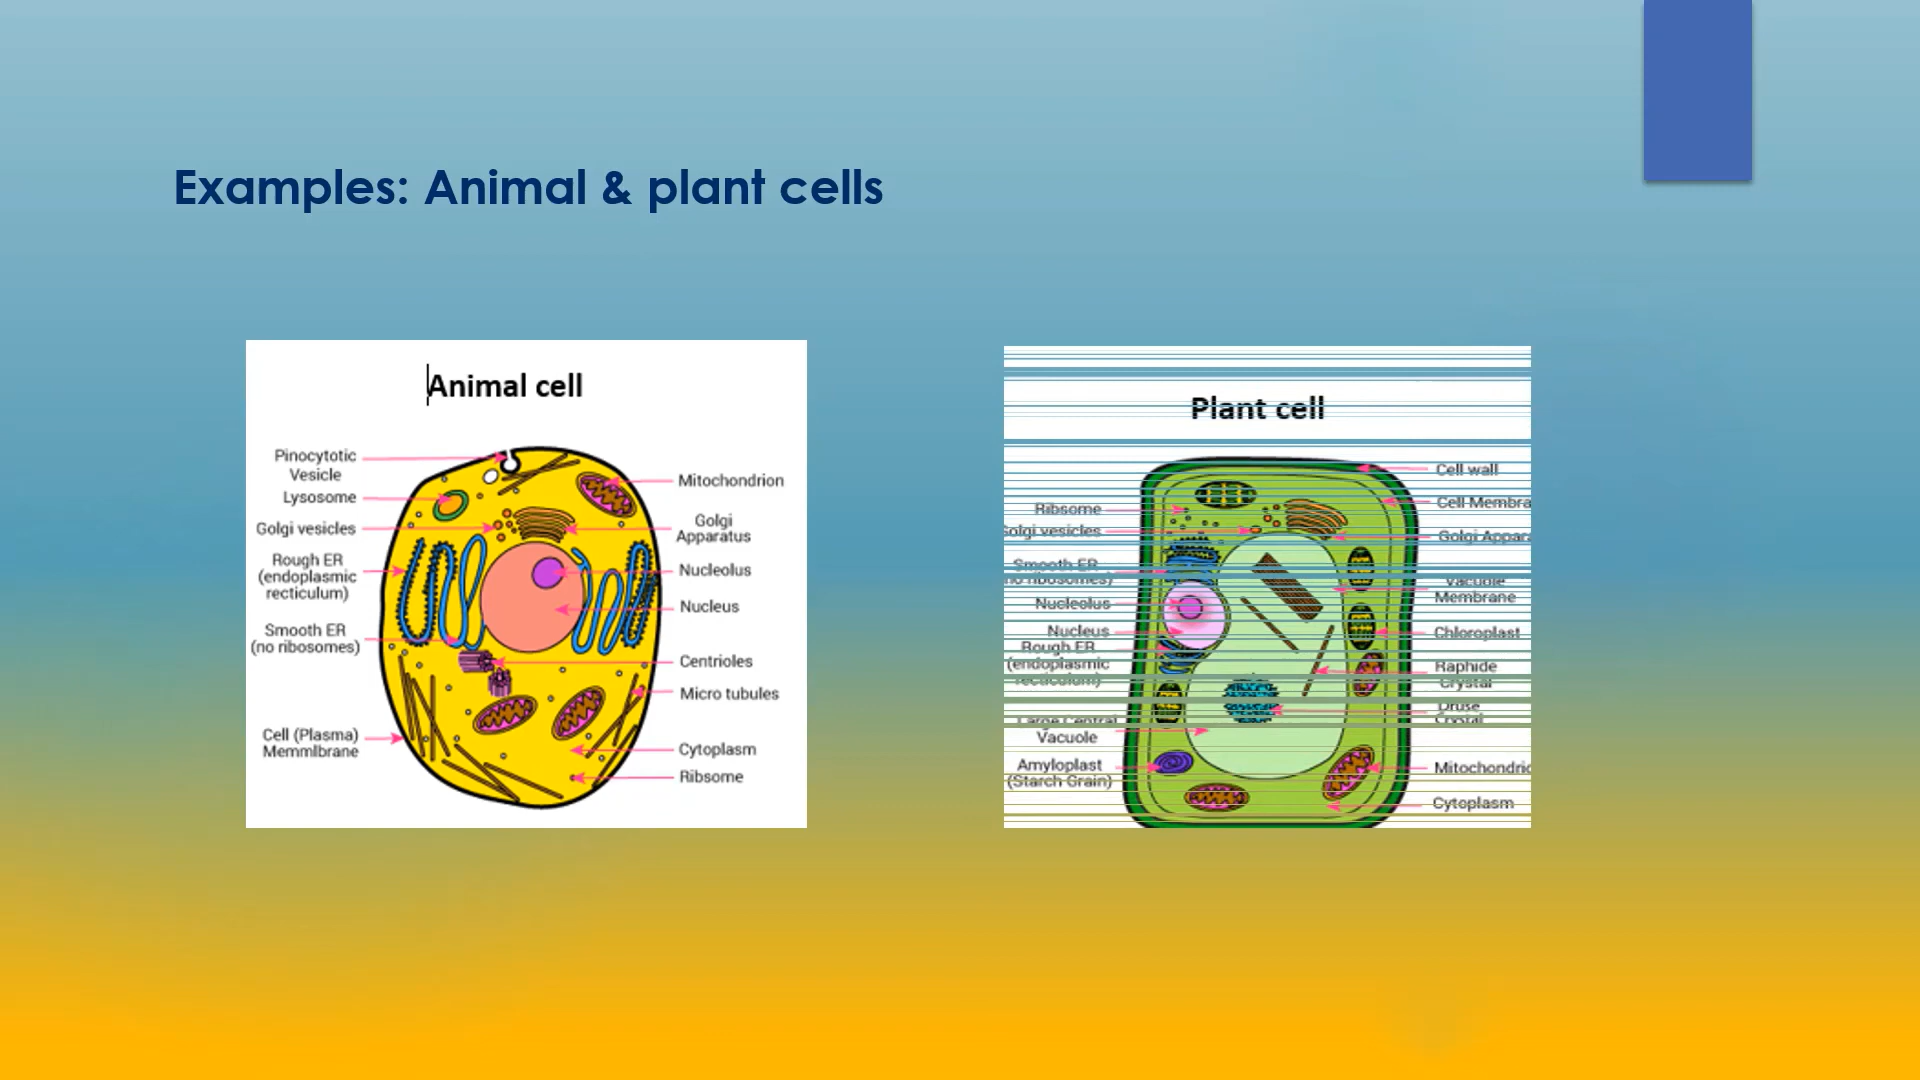 Examples: Animal & plant cells
Animal cell
Pinocytotic
Vesicle
Lysosome
Golgi vesicles
Rough ER
(endoplasmic
recticulum)
Smooth ER
(no ribosomes)
Cell (Plasma)
Memmlbrane
Mitochondrion
Golgi
Apparatus
Nucleolus
Nucleus
Centrioles
Micro tubules
Cytoplasm
Ribsome
Plant cell
Ribsome
Golgi vesicles
Smooth ER
no ribosomes)
Nucleolus
Nucleus
Rough ER
(endoplasmic
recticulum)
Large Central
Vacuole
Amyloplast
(Starch Grain)
Cell wall
Cell Membra
Golgi Appara
Vacuole
Membrane
Chloroplast
Raphide
Crystal
Druse
Crystal
Mitochondric
Cytoplasm